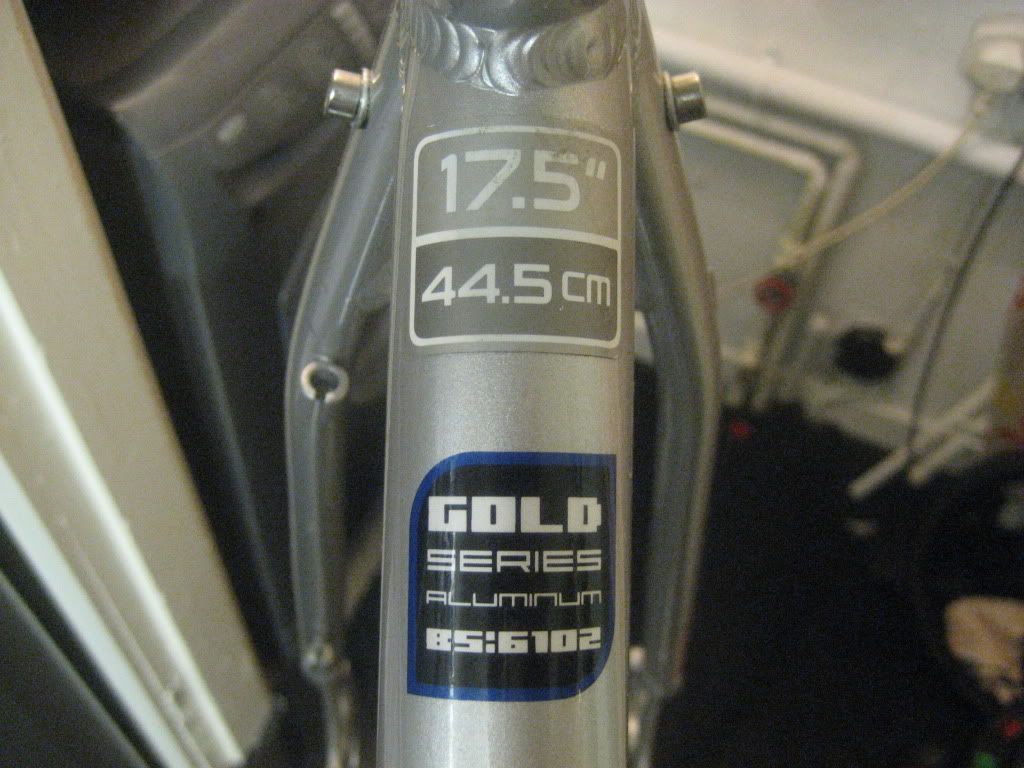 17.5"
44.5 cm
GOLD
SERIES
ALUMINUM
BS:6102